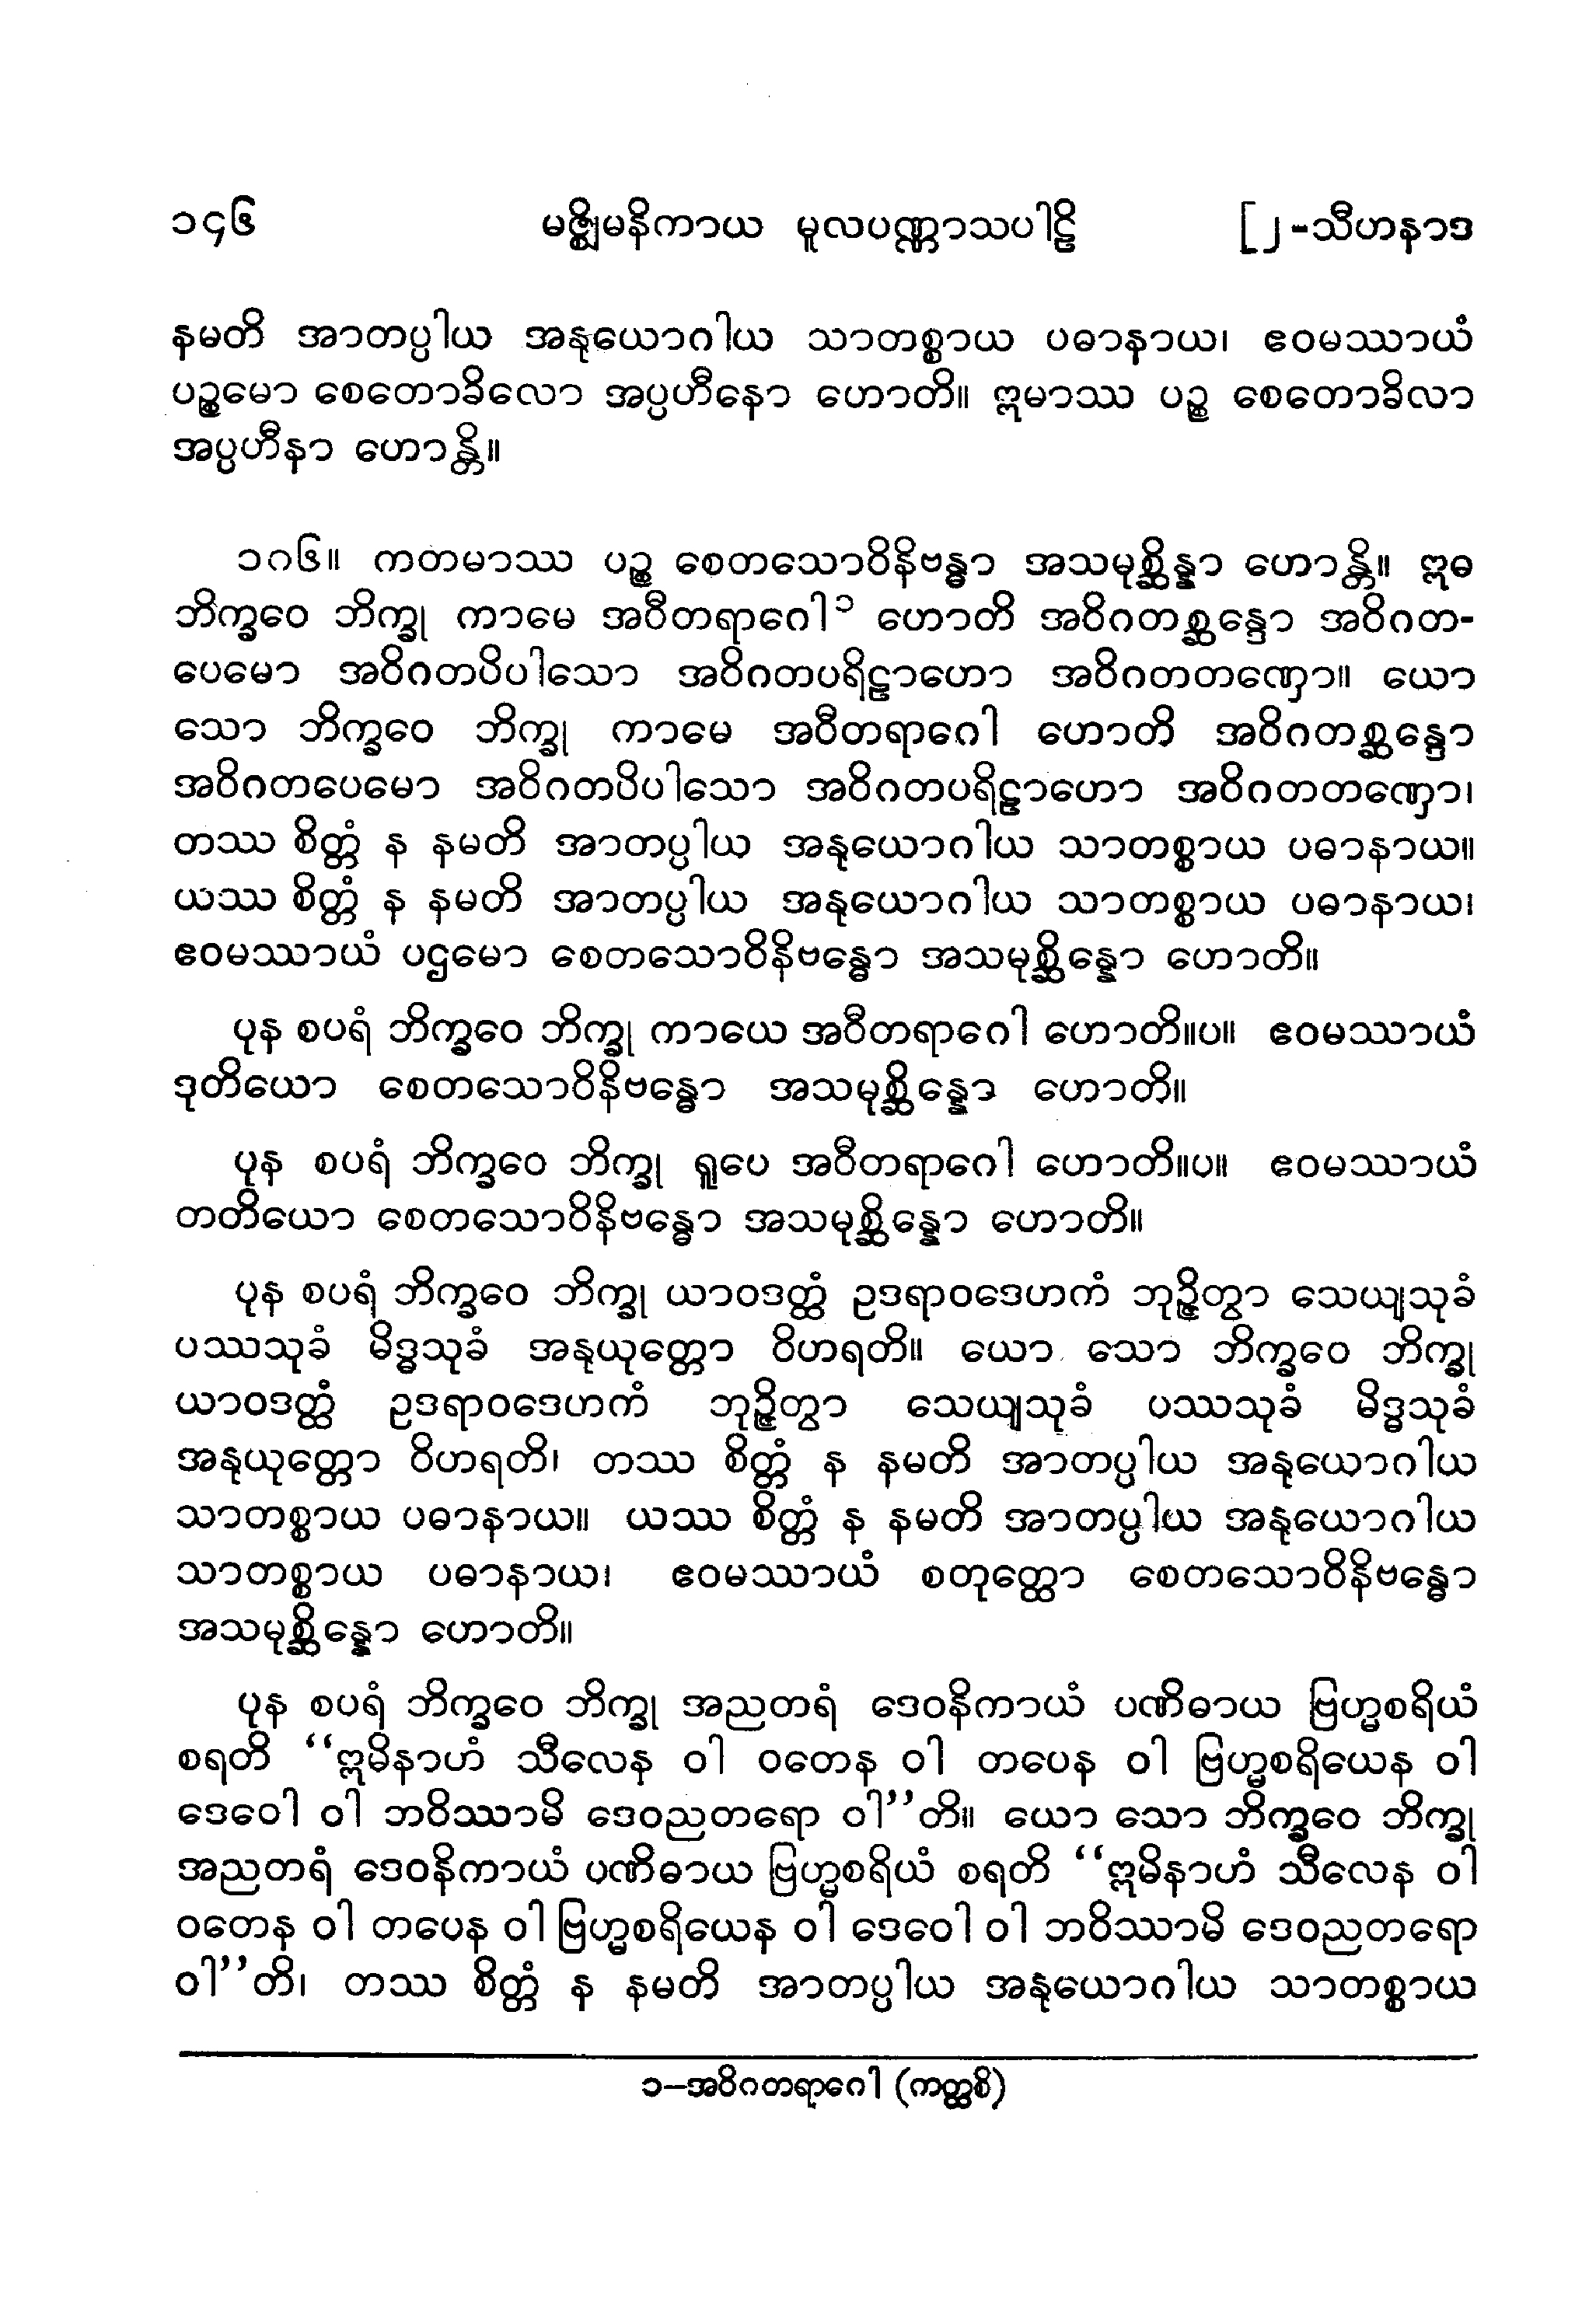 ၁၄၆ မဇ္ဈိမနိကာယ မူလပဏ္ဏာသပါဠိ [၂-သီဟနာဒ
နမတိ အာတပ္ပါယ အနုယောဂါယ သာတစ္စာယ ပဓာနာယ၊ ဧဝမဿာယံ
ပဉ္စမော စေတောခိလော အပ္ပဟီနော ဟောတိ။ ဣမာဿ ပဉ္စ စေတောခိလာ
အပ္ပဟီနာ ဟောန္တိ။
၁၈၆။ ကတမာဿ ပဉ္စ စေတသောဝိနိဗန္ဓာ အသမုစ္ဆိန္နာ ဟောန္တိ။ ဣဓ
ဘိက္ခဝေ ဘိက္ခု ကာမေ အဝီတရာဂေါ၁ ဟောတိ အဝိဂတစ္ဆန္ဒော အဝိဂတ-
ပေမော အဝိဂတပိပါသော အဝိဂတပရိဠာဟော အဝိဂတတဏှော။ ယော
သော ဘိက္ခဝေ ဘိက္ခု ကာမေ အဝီတရာဂေါ ဟောတိ အဝိဂတစ္ဆန္ဒော
အဝိဂတပေမော အဝိဂတပိပါသော အဝိဂတပရိဠာဟော အဝိဂတတဏှော၊
တဿ စိတ္တံ န နမတိ အာတပ္ပါယ အနုယောဂါယ သာတစ္စာယ ပဓာနာယ။
ယဿ စိတ္တံ န နမတိ အာတပ္ပါယ အနုယောဂါယ သာတစ္စာယ ပဓာနာယ၊
ဧဝမဿာယံ ပဌမော စေတသောဝိနိဗန္ဓော အသမုစ္ဆိန္နော ဟောတိ။
ပုန စပရံ ဘိက္ခဝေ ဘိက္ခု ကာယေ အဝီတရာဂေါ ဟောတိ။ပ။ ဧဝမဿာယံ
ဒုတိယော စေတသောဝိနိဗန္ဓော အသမုစ္ဆိန္နော ဟောတိ။
ပုန စပရံ ဘိက္ခဝေ ဘိက္ခု ရူပေ အဝီတရာဂေါ ဟောတိ။ပ။ ဧဝမဿာယံ
တတိယော စေတသောဝိနိဗန္ဓော အသမုစ္ဆိန္နော ဟောတိ။
ပုန စပရံ ဘိက္ခဝေ ဘိက္ခု ယာဝဒတ္ထံ ဥဒရာဝဒေဟကံ ဘုဉ္ဇိတွာ သေယျသုခံ
ပဿသုခံ မိဒ္ဓသုခံ အနုယုတ္တော ဝိဟရတိ။ ယော သော ဘိက္ခဝေ ဘိက္ခု
ယာဝဒတ္ထံ ဥဒရာဝဒေဟကံ ဘုဉ္ဇိတွာ သေယျသုခံ ပဿသုခံ မိဒ္ဓသုခံ
အနုယုတ္တော ဝိဟရတိ၊ တဿ စိတ္တံ န နမတိ အာတပ္ပါယ အနုယောဂါယ
သာတစ္စာယ ပဓာနာယ။ ယဿ စိတ္တံ န နမတိ အာတပ္ပါယ အနုယောဂါယ
သာတစ္စာယ ပဓာနာယ၊ ဧဝမဿာယံ စတုတ္ထော စေတသောဝိနိဗန္ဓော
အသမုစ္ဆိန္နော ဟောတိ။
ပုန စပရံ ဘိက္ခဝေ ဘိက္ခု အညတရံ ဒေဝနိကာယံ ပဏိဓာယ ဗြဟ္မစရိယံ
စရတိ “ဣမိနာဟံ သီလေန ဝါ ဝတေန ဝါ တပေန ဝါ ဗြဟ္မစရိယေန ဝါ
ဒေဝေါ ဝါ ဘဝိဿာမိ ဒေဝညတရော ဝါ”တိ။ ယော သော ဘိက္ခဝေ ဘိက္ခု
အညတရံ ဒေဝနိကာယံ ပဏိဓာယ ဗြဟ္မစရိယံ စရတိ “ဣမိနာဟံ သီလေန ဝါ
ဝတေန ဝါ တပေန ဝါ ဗြဟ္မစရိယေန ဝါ ဒေဝေါ ဝါ ဘဝိဿာမိ ဒေဝညတရော
ဝါ”တိ၊ တဿ စိတ္တံ န နမတိ အာတပ္ပါယ အနုယောဂါယ သာတစ္စာယ
၁–အဝိဂတရာဂေါ (ကတ္ထစိ)